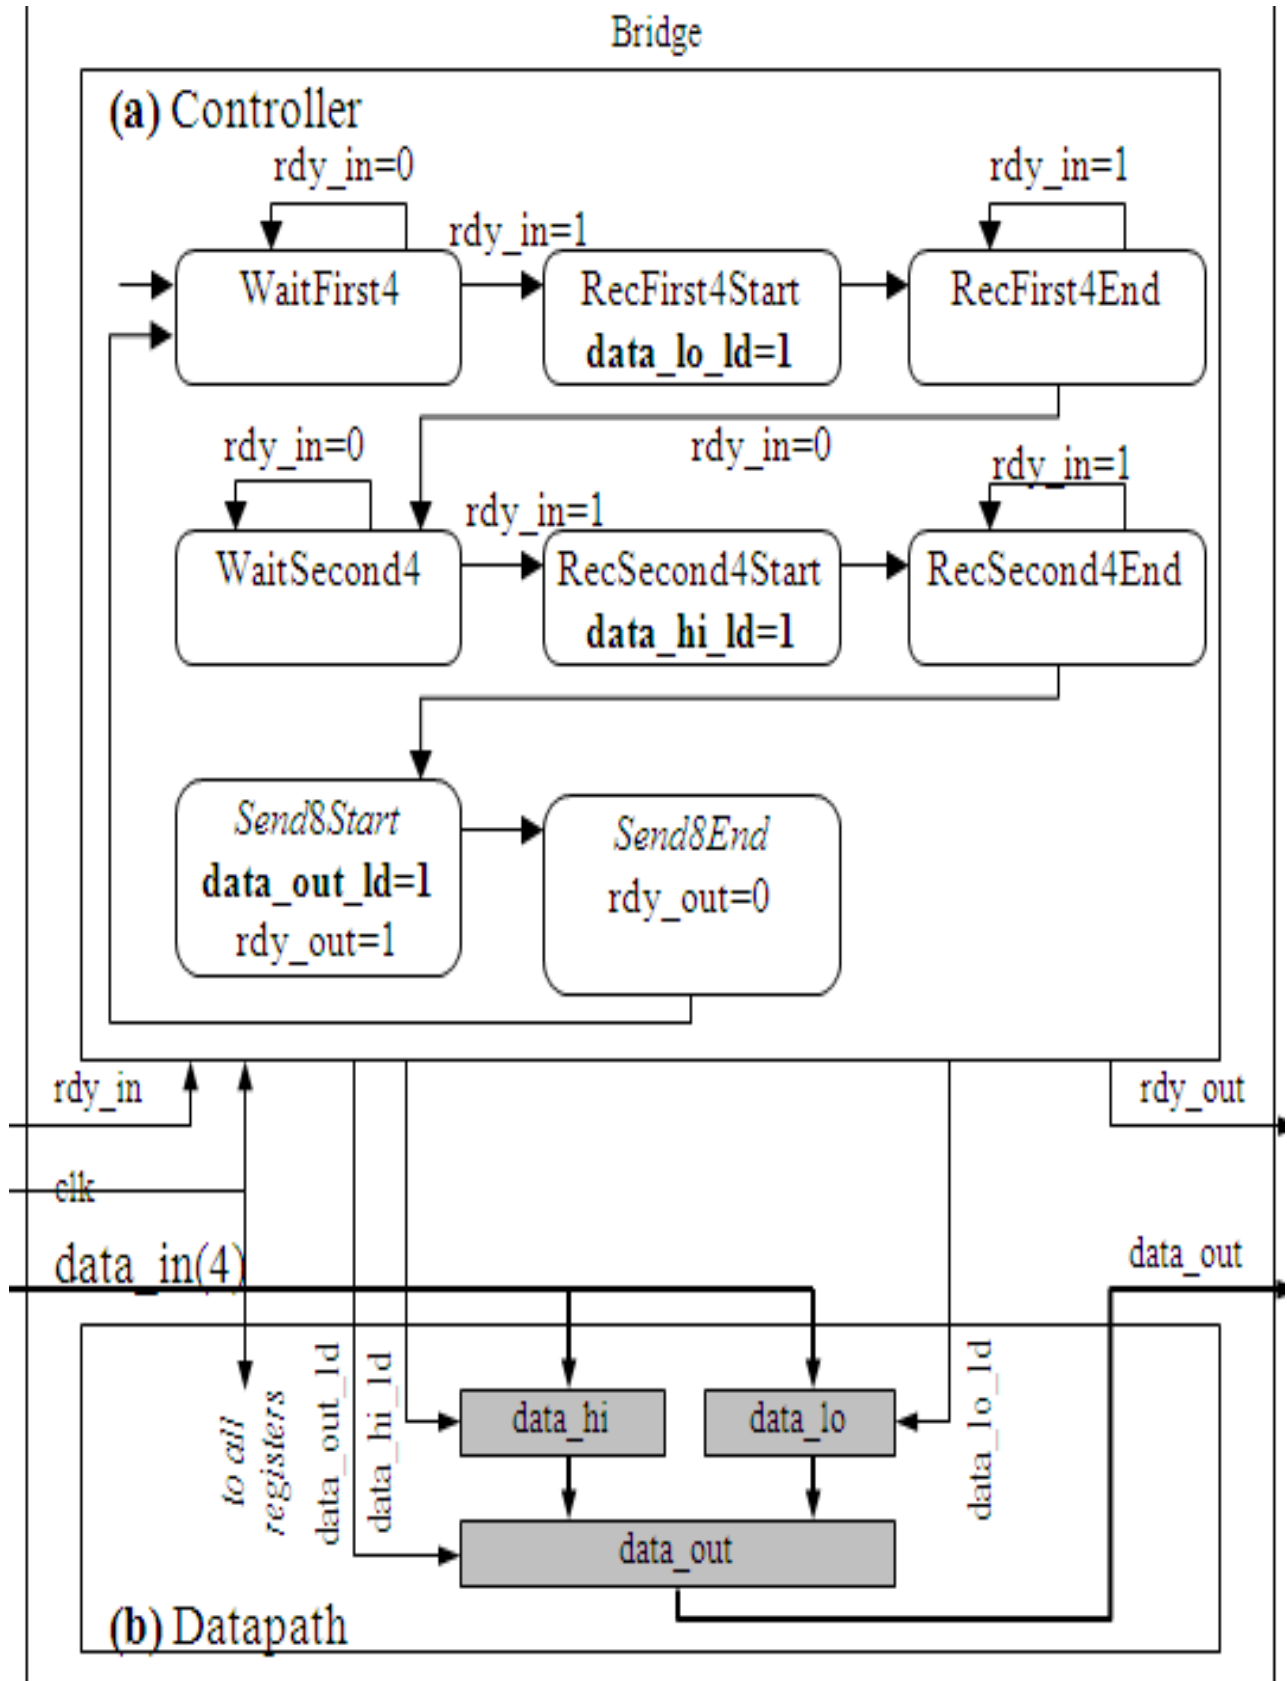 Bridge
(a) Controller
rdy_in=0
rdy_in=1
rdy_in=1
WaitFirst4
RecFirst4Start
data_lo_ld=1
RecFirst4End
rdy_in=0
rdy_in=0
rdy_in=1
rdy_in=1
WaitSecond4
RecSecond4Start
data_hi_ld=1
RecSecond4End
Send8Start
data_out_ld=1
rdy_out=1
Send8End
rdy_out=0
rdy_in
rdy_out
clk
data_in(4)
data_out
to all
registers
data_out_ld
data_hi_ld
data_lo_ld
data_hi
data_lo
data_out
(b) Datapath